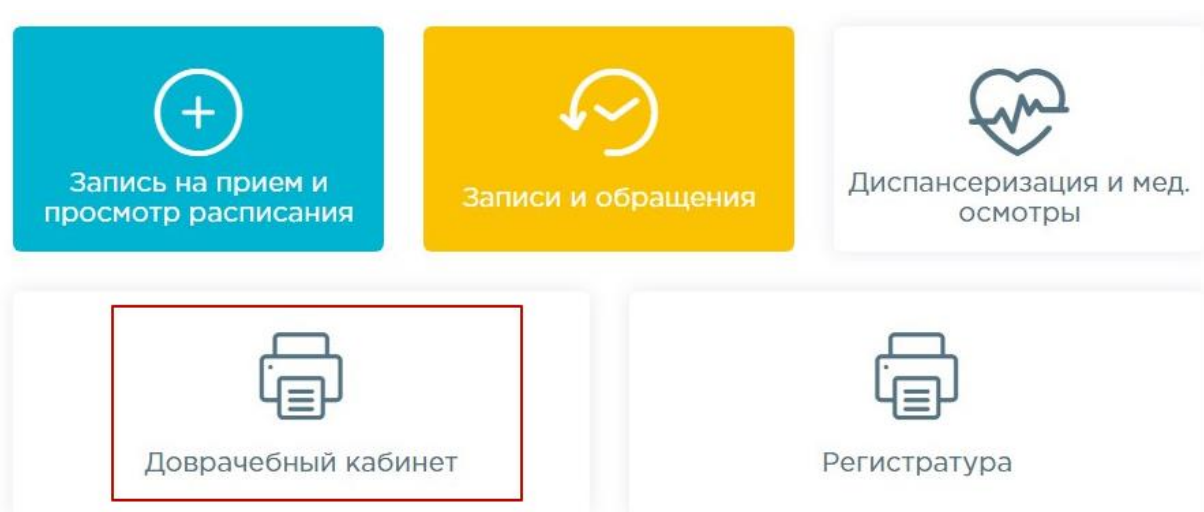 Запись на прием и
просмотр расписания
Записи и обращения
Диспансеризация и мед.
осмотры
Доврачебный кабинет
Регистратура